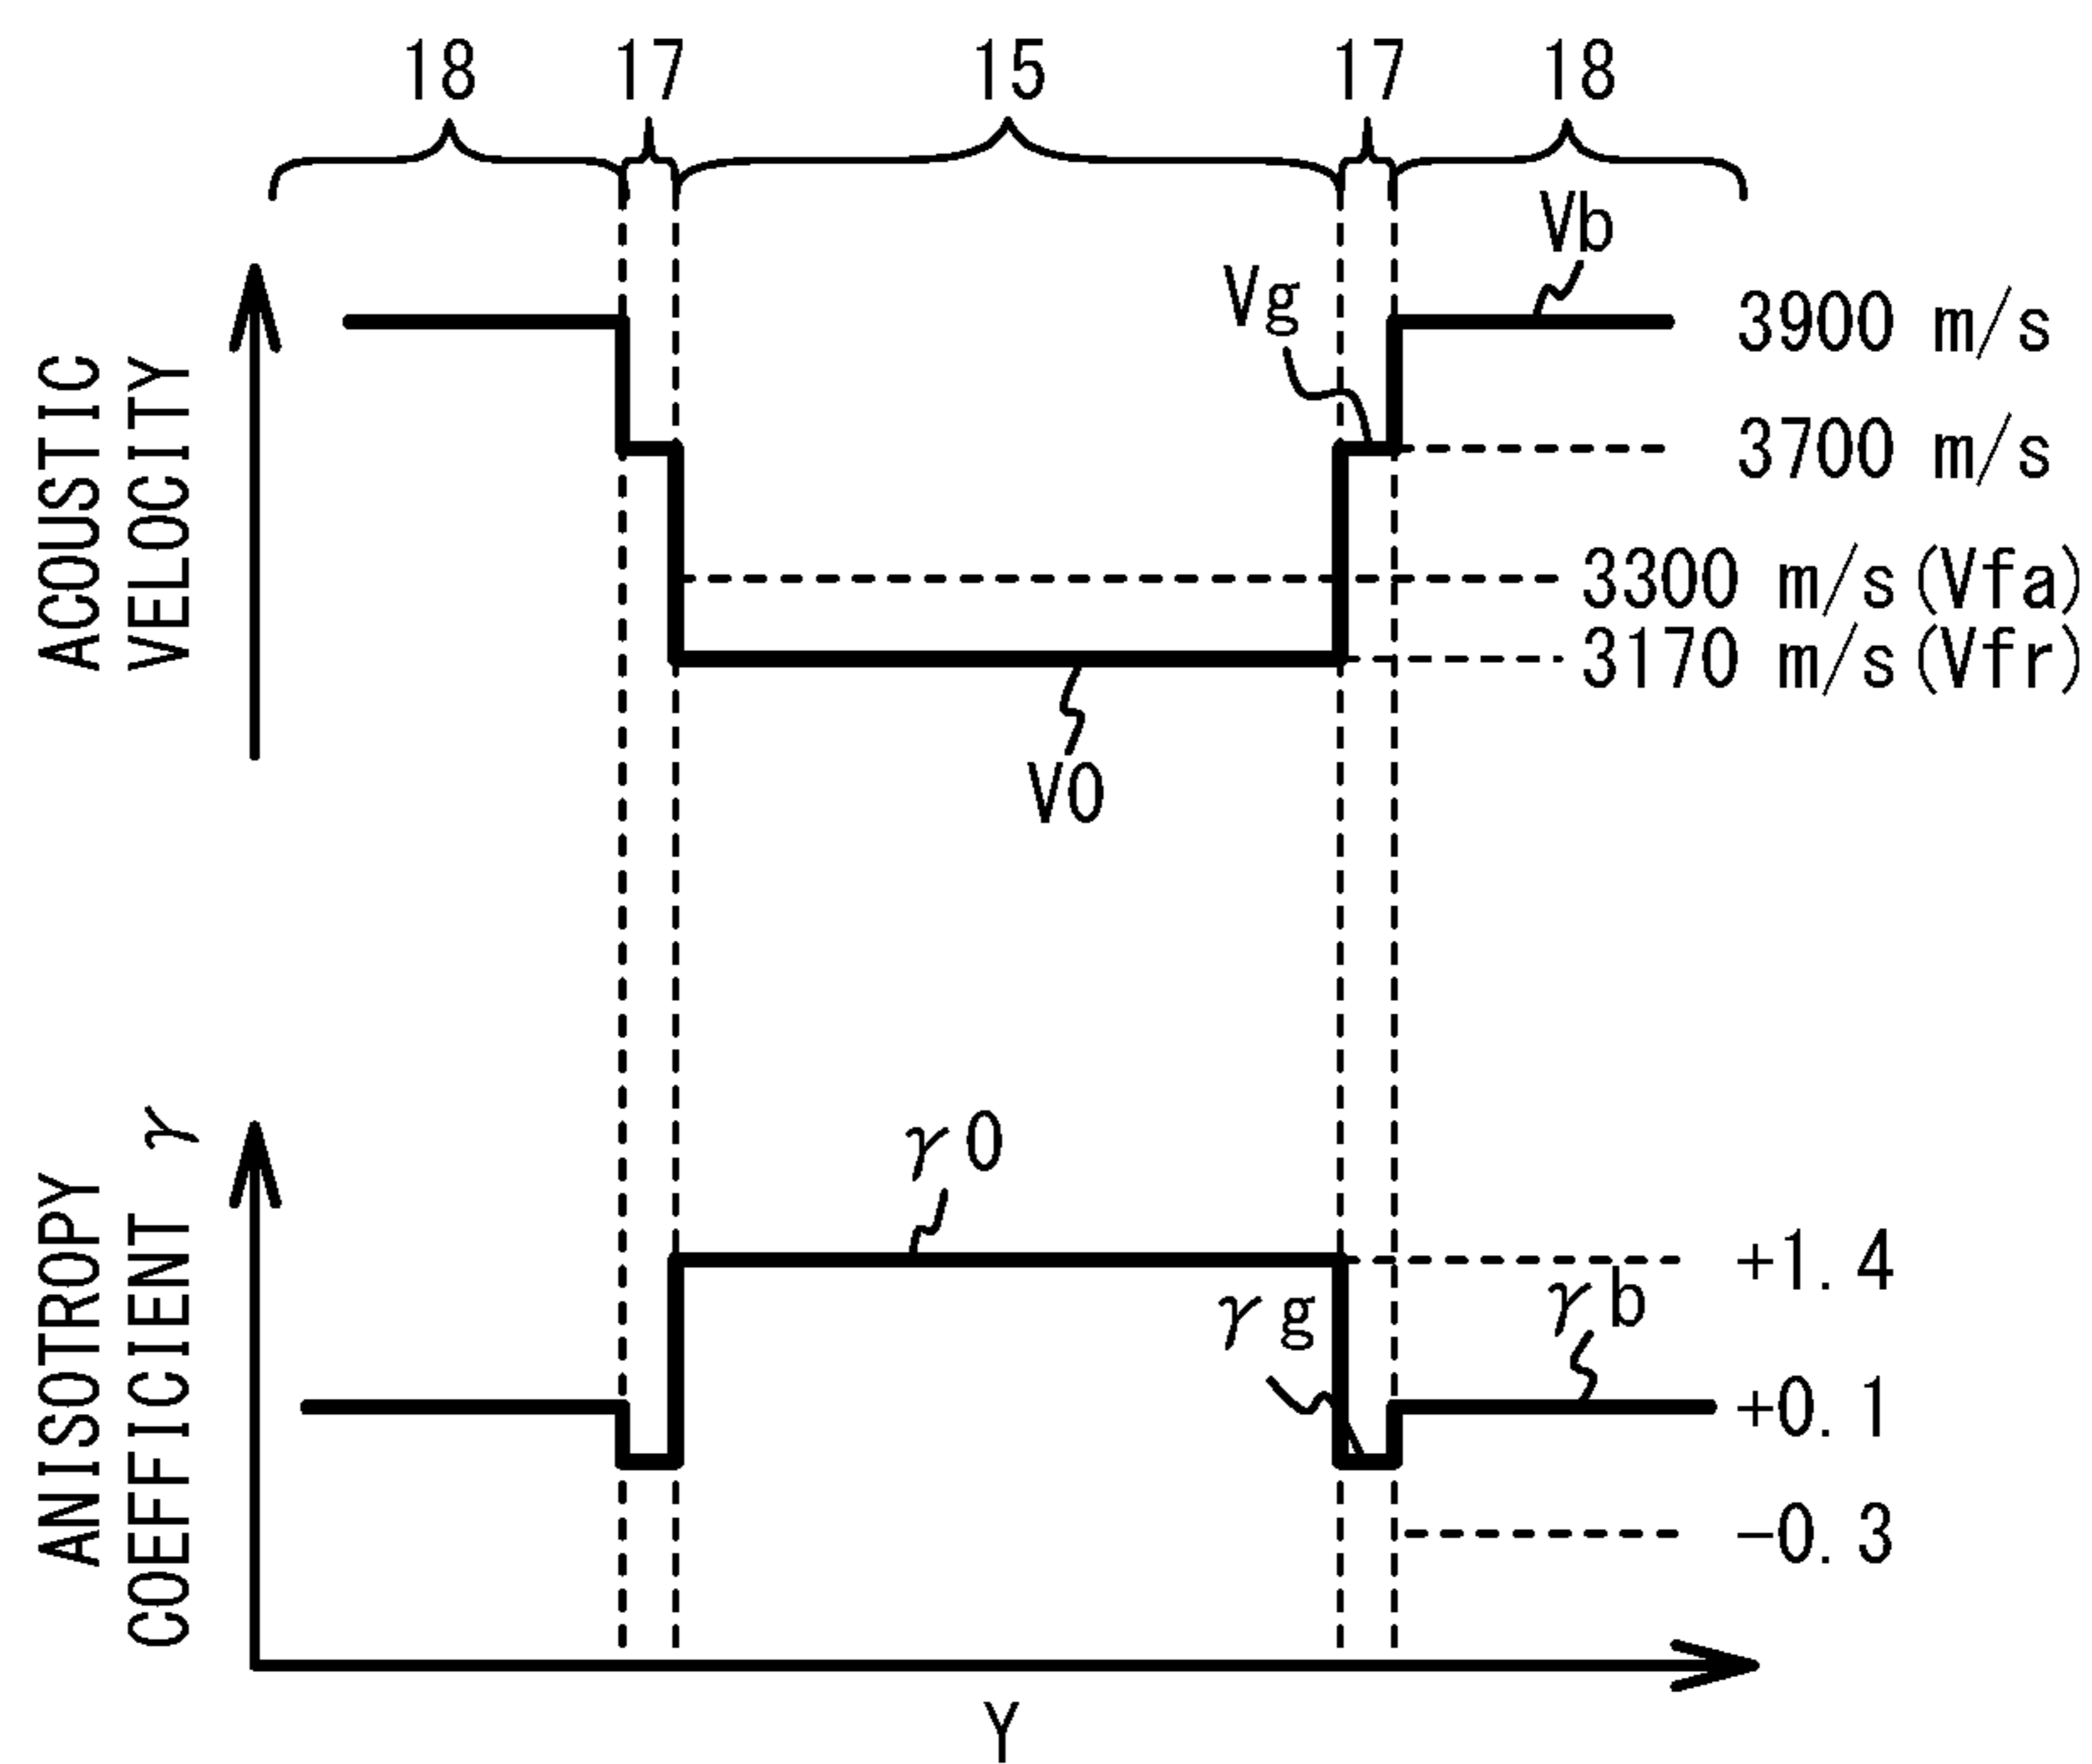 18 17 15 17 18
Vb
Vg
3900 m/s
3700 m/s
3300 m/s(Vfa)
3170 m/s(Vfr)
V0
ACOUSTIC
VELOCITY
γ0
+1.4
γg
γb
+0.1
-0.3
ANISOTROPY
COEFFICIENT γ
Y